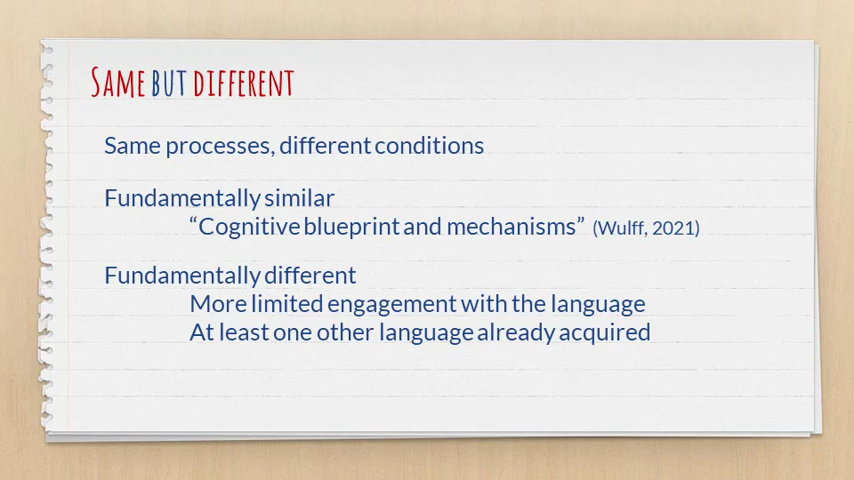 Same but different
Same processes, different conditions
Fundamentally similar
“Cognitive blueprint and mechanisms” (Wulff, 2021)
Fundamentally different
More limited engagement with the language
At least one other language already acquired